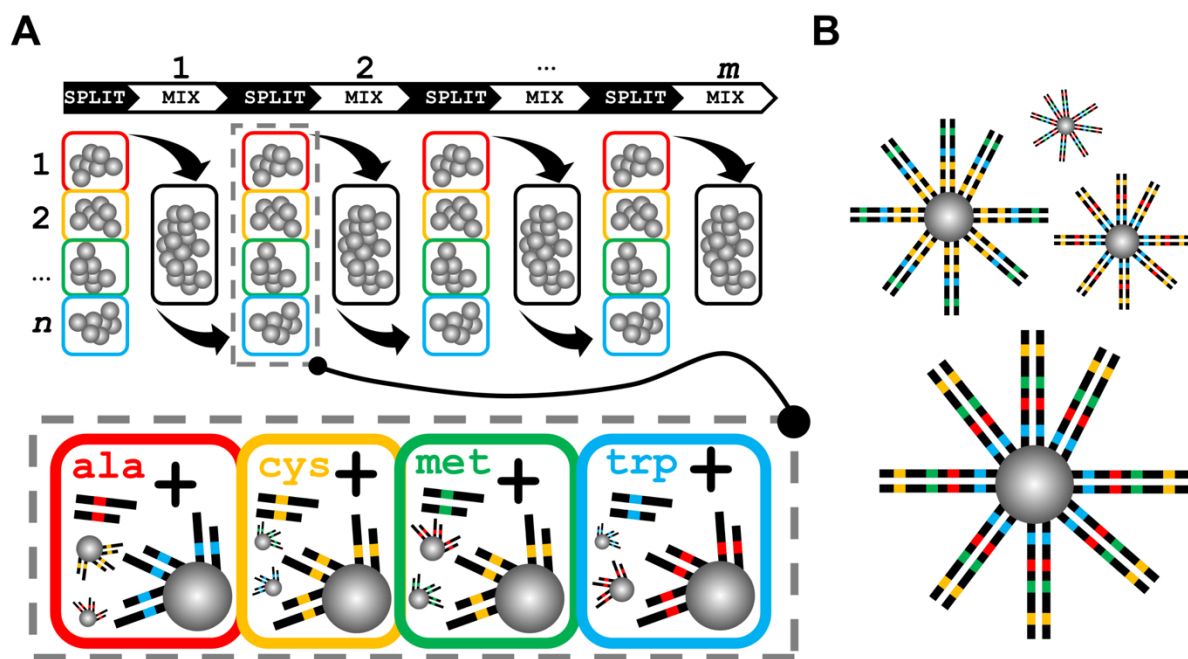 A
B
1 2 ... m
SPLIT MIX SPLIT MIX SPLIT MIX SPLIT MIX
1
2
...
n
ala + cys + met + trp +